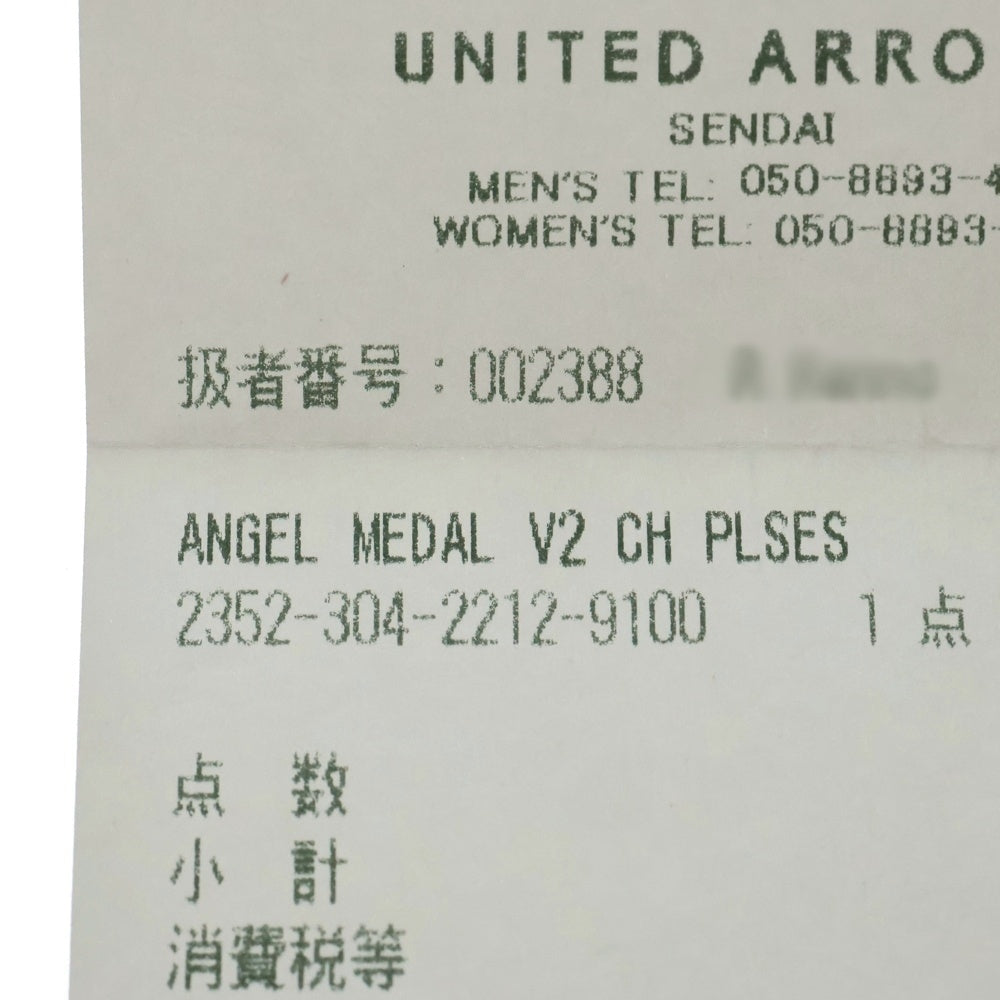 UNITED ARRO
SENDAI
MEN'S TEL: 050-8893-4
WOMEN'S TEL: 050-8893-
扱者番号：002388
ANGEL MEDAL V2 CH PLSES
2352-304-2212-9100 1 点
点 数
小 計
消費税等